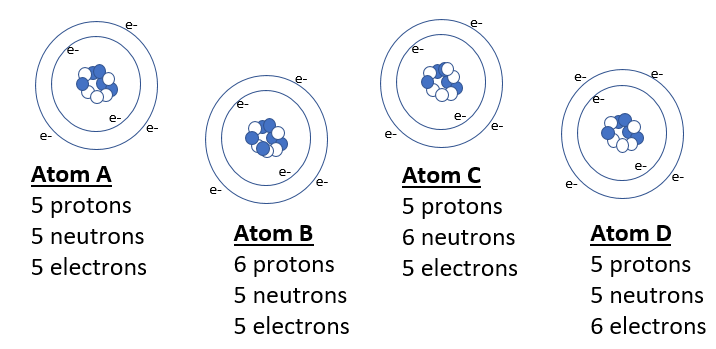 e-
e-
e-
e-
e-
Atom A
5 protons
5 neutrons
5 electrons
e-
e-
e-
e-
e-
Atom B
6 protons
5 neutrons
5 electrons
e-
e-
e-
e-
e-
Atom C
5 protons
6 neutrons
5 electrons
e-
e-
e-
e-
e-
e-
Atom D
5 protons
5 neutrons
6 electrons